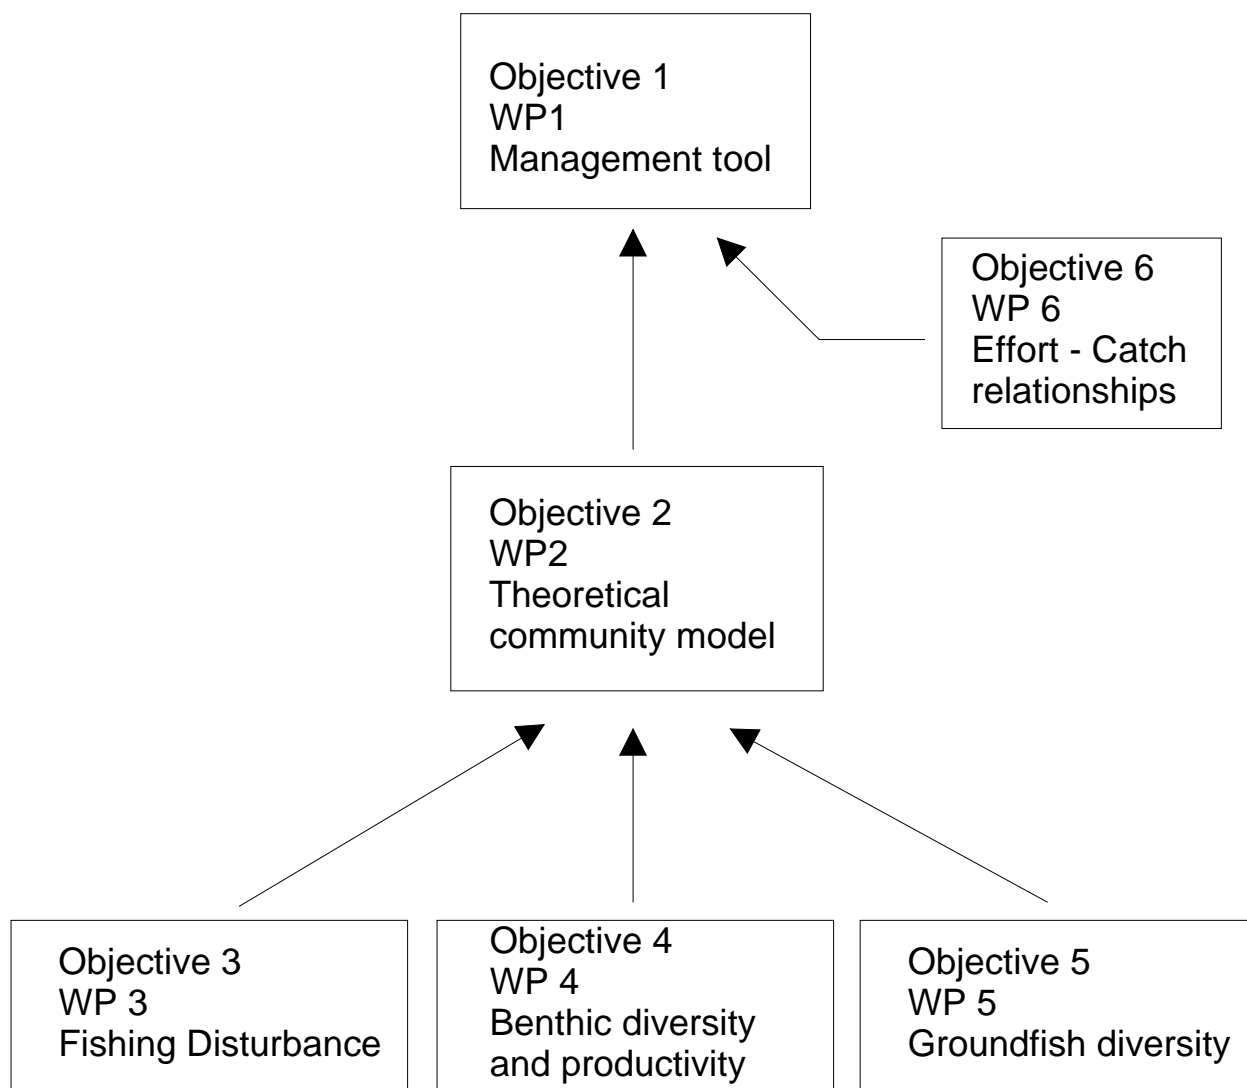 Objective 1
WP1
Management tool
Objective 6
WP 6
Effort - Catch
relationships
Objective 2
WP2
Theoretical
community model
Objective 3
WP 3
Fishing Disturbance
Objective 4
WP 4
Benthic diversity
and productivity
Objective 5
WP 5
Groundfish diversity